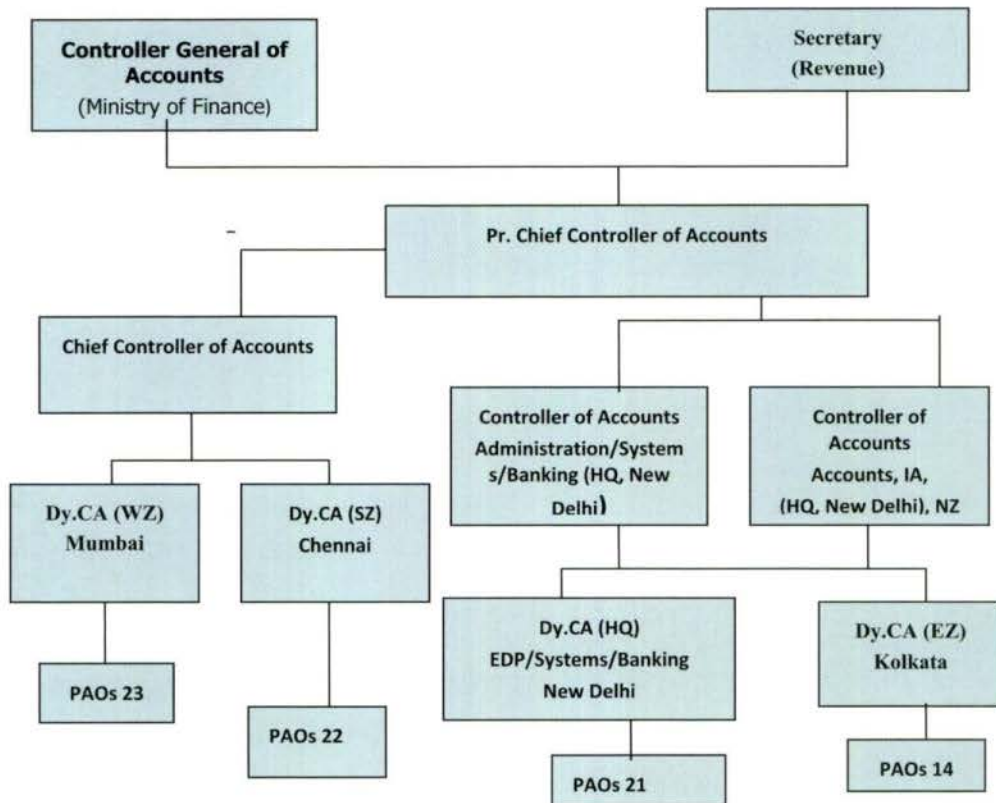 Controller General of
Accounts
(Ministry of Finance)
Secretary
(Revenue)
Pr. Chief Controller of Accounts
Chief Controller of Accounts
Controller of Accounts
Administration/System
s/Banking (HQ, New
Delhi)
Controller of
Accounts
Accounts, IA,
(HQ, New Delhi), NZ
Dy.CA (WZ)
Mumbai
Dy.CA (SZ)
Chennai
Dy.CA (HQ)
EDP/Systems/Banking
New Delhi
Dy.CA (EZ)
Kolkata
PAOs 23
PAOs 22
PAOs 21
PAOs 14